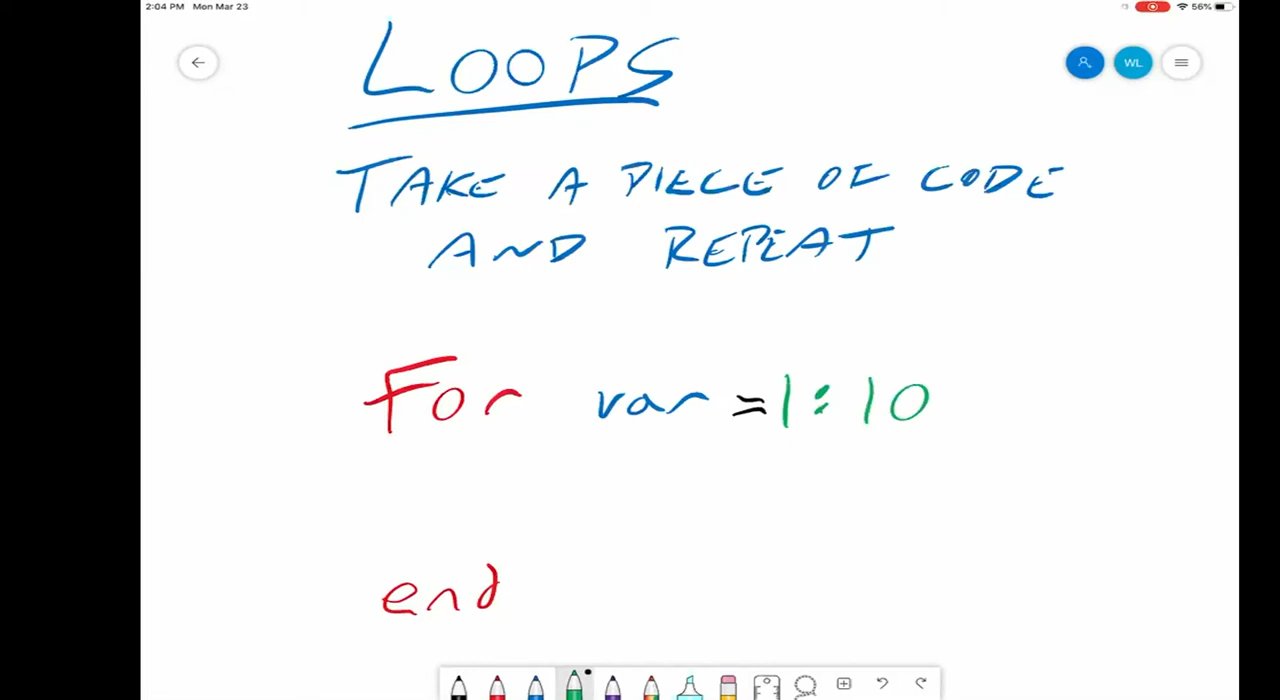 2:04 PM Mon Mar 23
56%
WL
LOOPS
TAKE A PIECE OF CODE
AND REPEAT
For var = 1:10
end